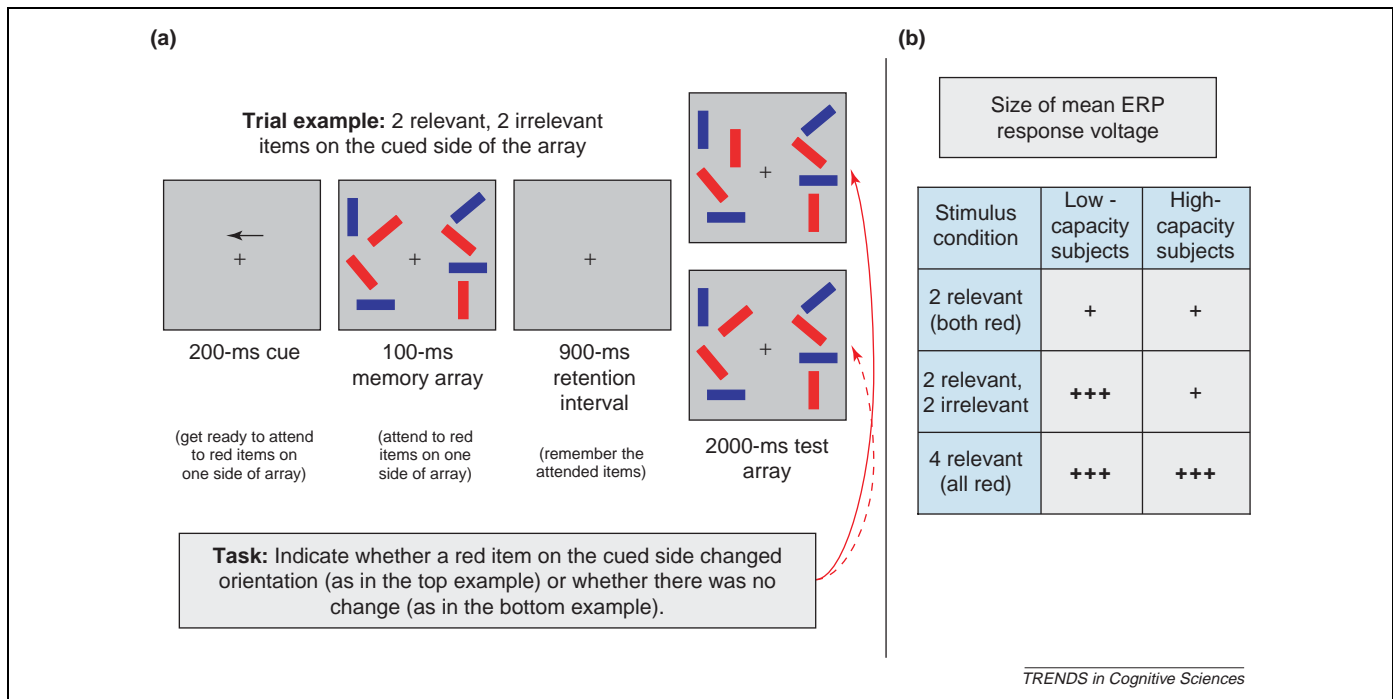 (a)
Trial example: 2 relevant, 2 irrelevant
items on the cued side of the array
200-ms cue
(get ready to attend
to red items on
one side of array)
100-ms
memory array
(attend to red
items on one
side of array)
900-ms
retention
interval
(remember the
attended items)
2000-ms test
array
Task: Indicate whether a red item on the cued side changed
orientation (as in the top example) or whether there was no
change (as in the bottom example).
(b)
Size of mean ERP
response voltage
Stimulus
condition
Low -
capacity
subjects
High-
capacity
subjects
2 relevant
(both red)
+
+
2 relevant,
2 irrelevant
+++
+
4 relevant
(all red)
+++
+++
TRENDS in Cognitive Sciences